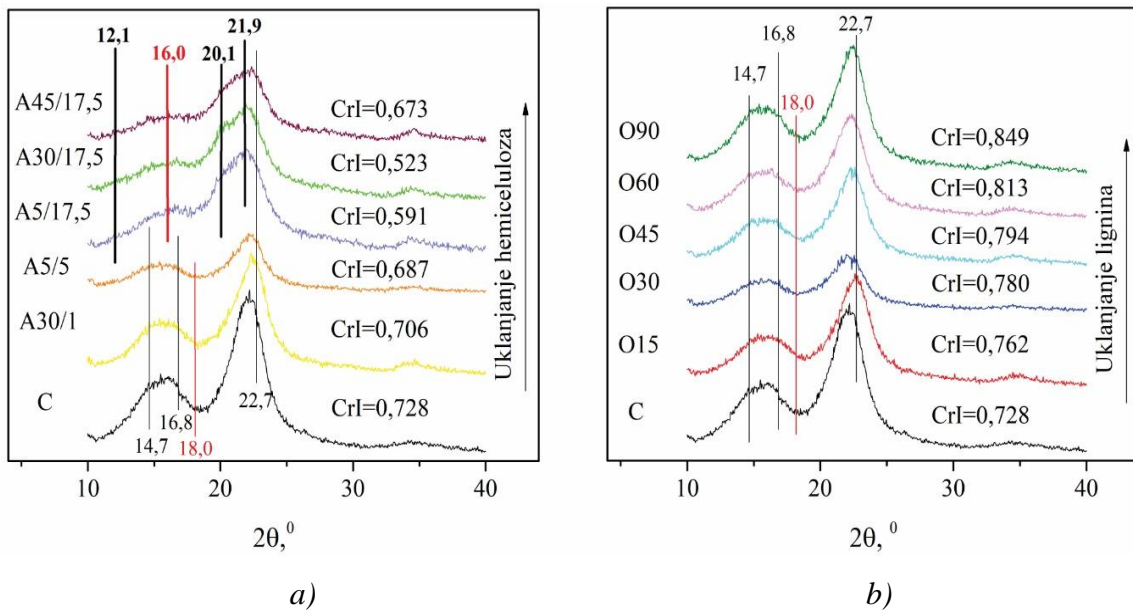 12,1
16,0
20,1
21,9
A45/17,5
CrI=0,673
A30/17,5
CrI=0,523
A5/17,5
CrI=0,591
A5/5
CrI=0,687
A30/1
CrI=0,706
C
CrI=0,728
14,7
16,8
18,0
22,7
Uklanjanje hemiceluloza
10
20
30
40
2θ,⁰
a)
14,7
16,8
18,0
22,7
O90
CrI=0,849
O60
CrI=0,813
O45
CrI=0,794
O30
CrI=0,780
O15
CrI=0,762
C
CrI=0,728
Uklanjanje lignina
10
20
30
40
2θ, ⁰
b)